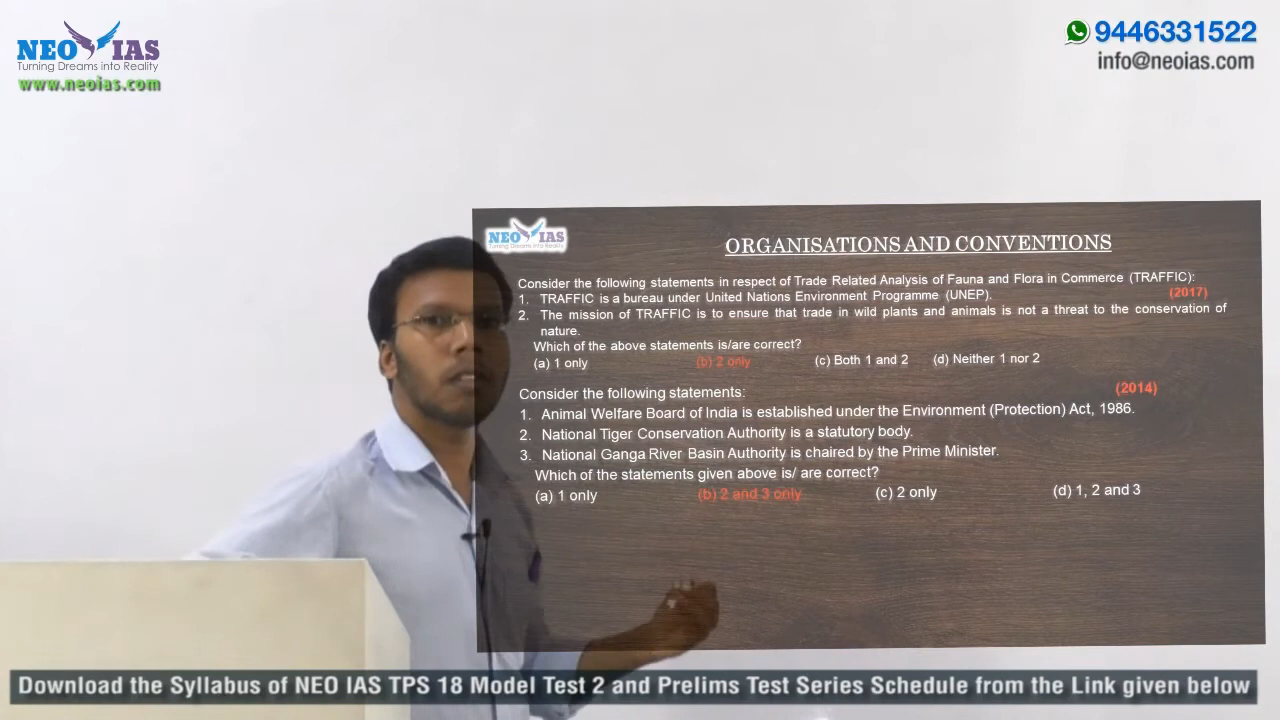 NEO IAS
Turning Dreams into Reality
www.neoias.com
9446331522
info@neoias.com
NEO IAS
Turning Dreams into Reality
ORGANISATIONS AND CONVENTIONS
Consider the following statements in respect of Trade Related Analysis of Fauna and Flora in Commerce (TRAFFIC):
1. TRAFFIC is a bureau under United Nations Environment Programme (UNEP). (2017)
2. The mission of TRAFFIC is to ensure that trade in wild plants and animals is not a threat to the conservation of
nature.
Which of the above statements is/are correct?
(a) 1 only (b) 2 only (c) Both 1 and 2 (d) Neither 1 nor 2
Consider the following statements: (2014)
1. Animal Welfare Board of India is established under the Environment (Protection) Act, 1986.
2. National Tiger Conservation Authority is a statutory body.
3. National Ganga River Basin Authority is chaired by the Prime Minister.
Which of the statements given above is/ are correct?
(a) 1 only (b) 2 and 3 only (c) 2 only (d) 1, 2 and 3
Download the Syllabus of NEO IAS TPS 18 Model Test 2 and Prelims Test Series Schedule from the Link given below